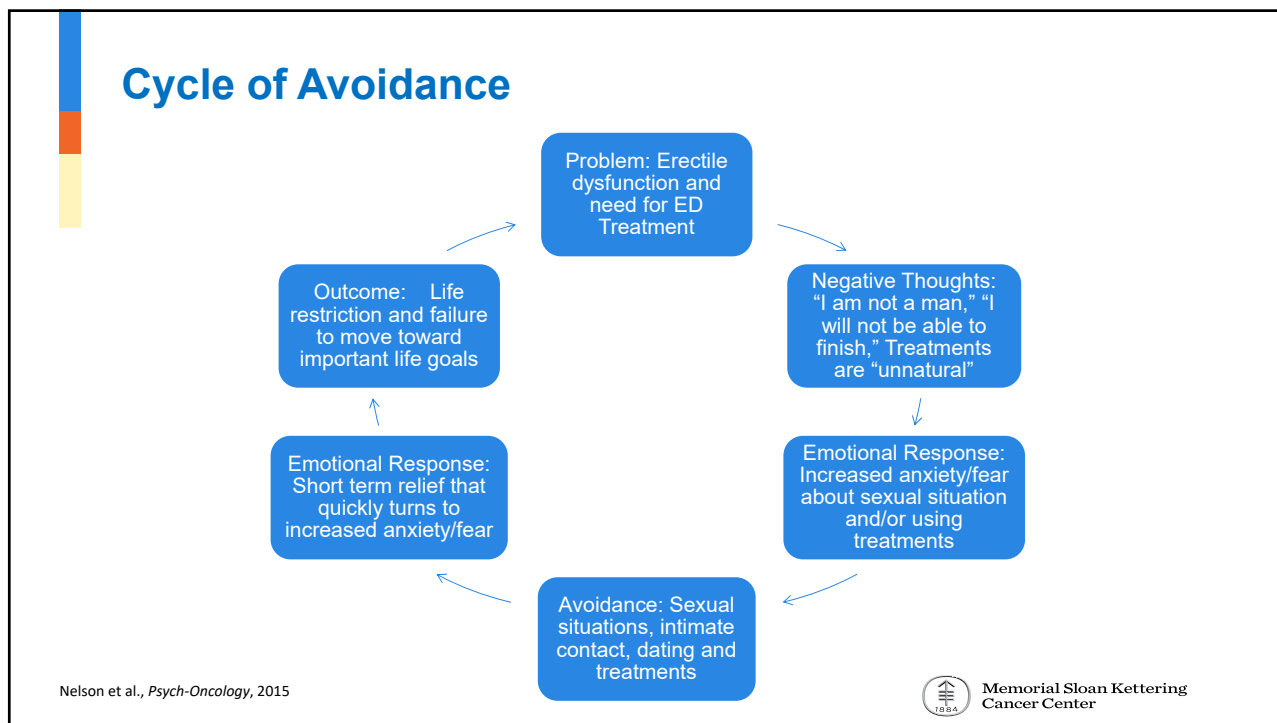 Cycle of Avoidance
Problem: Erectile
dysfunction and
need for ED
Treatment
Negative Thoughts:
“I am not a man,” “I
will not be able to
finish,” Treatments
are “unnatural”
Emotional Response:
Increased anxiety/fear
about sexual situation
and/or using
treatments
Avoidance: Sexual
situations, intimate
contact, dating and
treatments
Emotional Response:
Short term relief that
quickly turns to
increased anxiety/fear
Outcome: Life
restriction and failure
to move toward
important life goals
Nelson et al., Psych-Oncology, 2015
1884
Memorial Sloan Kettering
Cancer Center